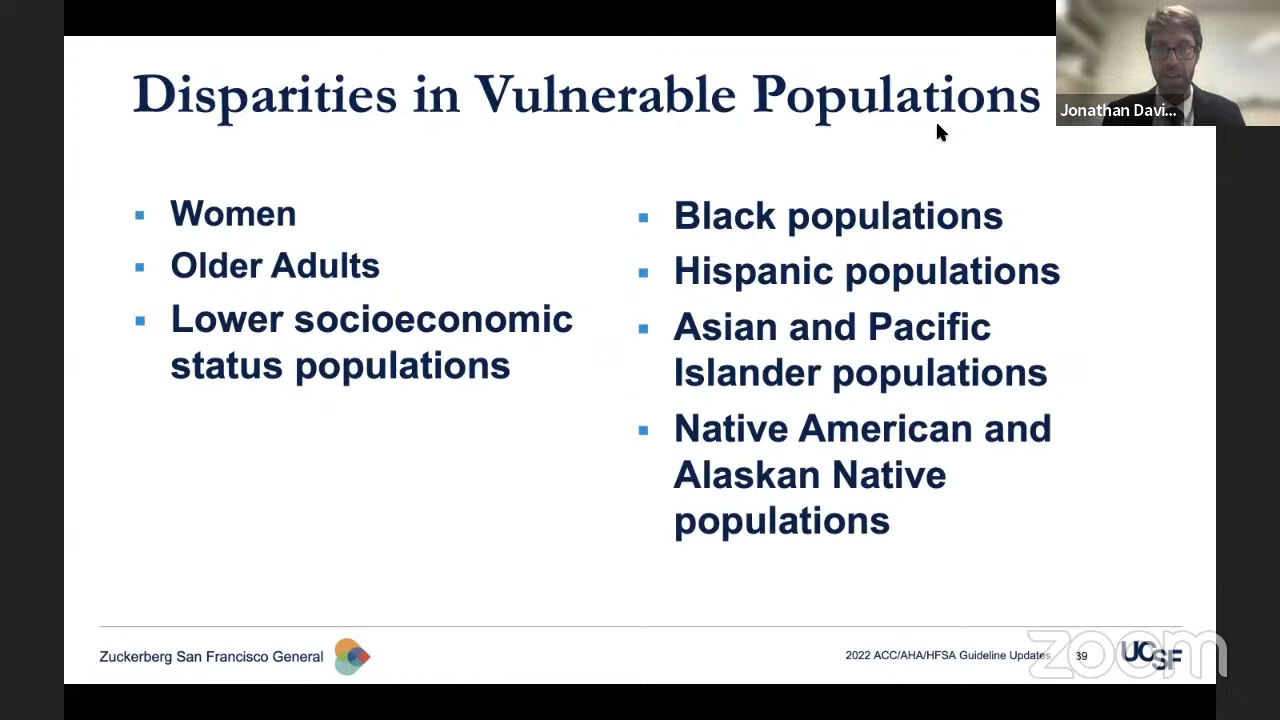 Disparities in Vulnerable Populations
Jonathan Davi...
Women
Older Adults
Lower socioeconomic
status populations
Black populations
Hispanic populations
Asian and Pacific
Islander populations
Native American and
Alaskan Native
populations
Zuckerberg San Francisco General
2022 ACC/AHA/HFSA Guideline Updates
39
UCSF
zoom